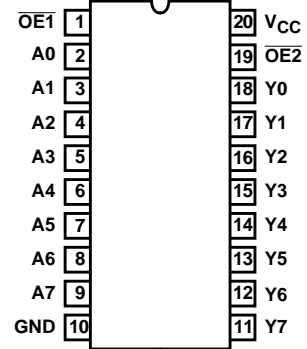 O̅E̅1̅ 1 20 VCC
A0 2 19 O̅E̅2̅
A1 3 18 Y0
A2 4 17 Y1
A3 5 16 Y2
A4 6 15 Y3
A5 7 14 Y4
A6 8 13 Y5
A7 9 12 Y6
GND 10 11 Y7